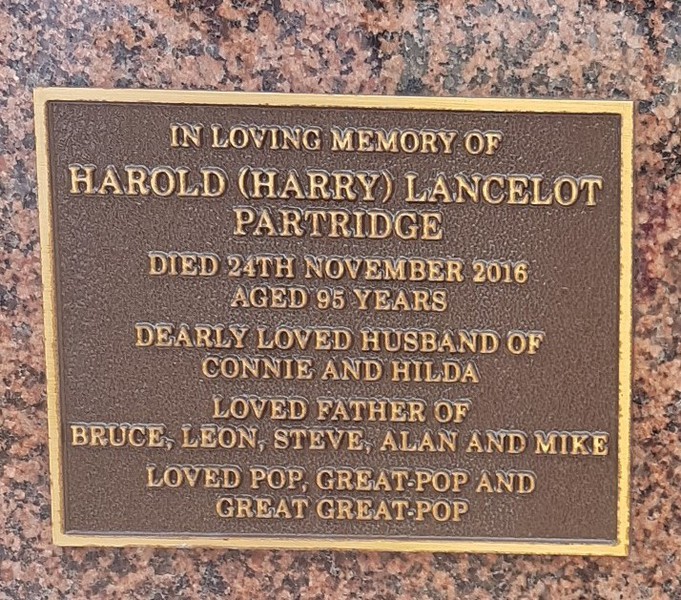 IN LOVING MEMORY OF
HAROLD (HARRY) LANCELOT
PARTRIDGE
DIED 24TH NOVEMBER 2016
AGED 95 YEARS
DEARLY LOVED HUSBAND OF
CONNIE AND HILDA
LOVED FATHER OF
BRUCE, LEON, STEVE, ALAN AND MIKE
LOVED POP, GREAT-POP AND
GREAT GREAT-POP